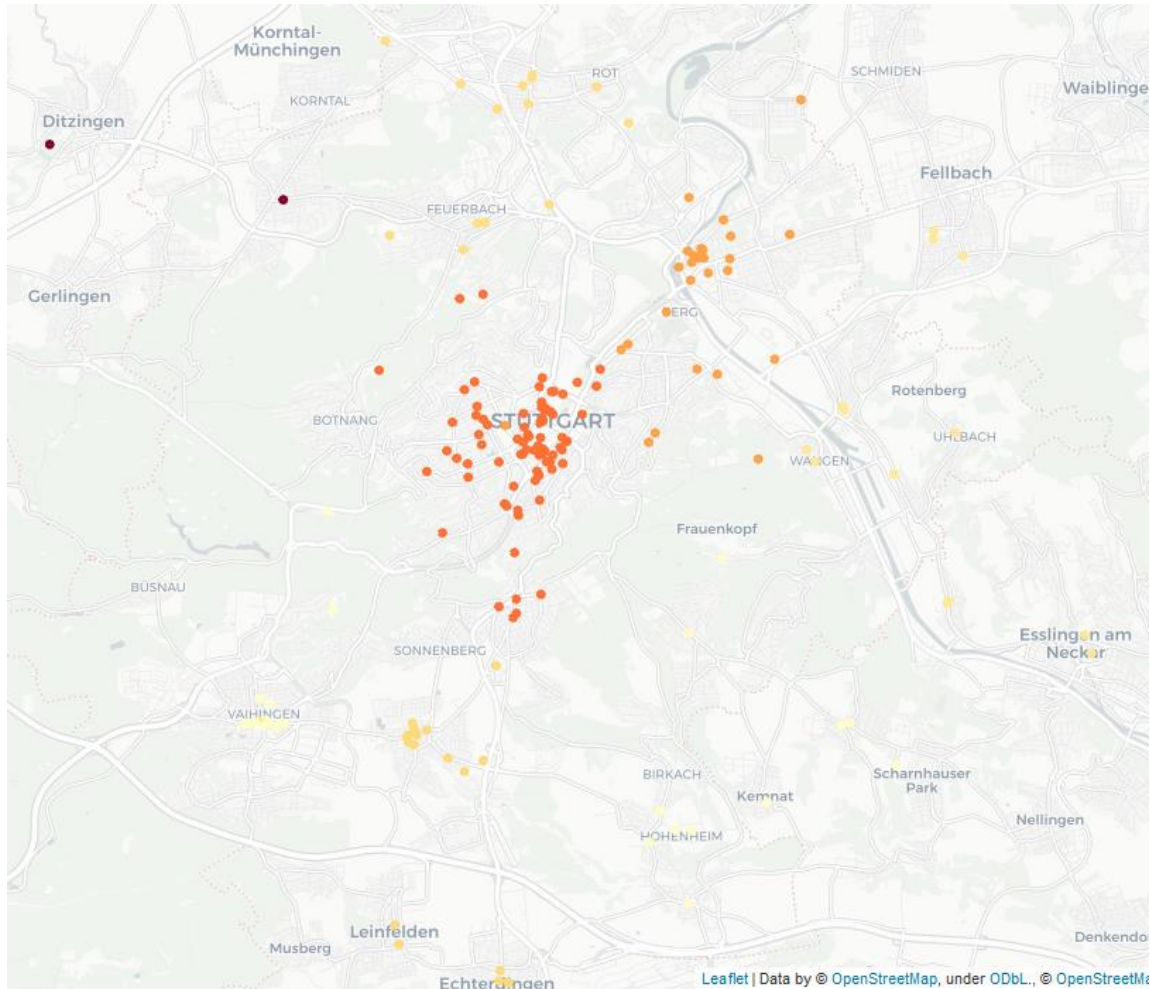 Korntal-
Münchingen
ROT
SCHMIDEN
Waiblinge
KORNTAL
Ditzingen
Fellbach
FEUERBACH
Gerlingen
BERG
Rotenberg
BOTNANG
STUTTGART
UHLBACH
WANGEN
Frauenkopf
BÜSNAU
Esslingen am
Neckar
SONNENBERG
VAIHINGEN
BIRKACH
Scharnhauser
Park
Kemnat
Nellingen
HOHENHEIM
Leinfelden
Musberg
Denkendo
Echterdingen
Leaflet | Data by © OpenStreetMap, under ODbL., © OpenStreetMa